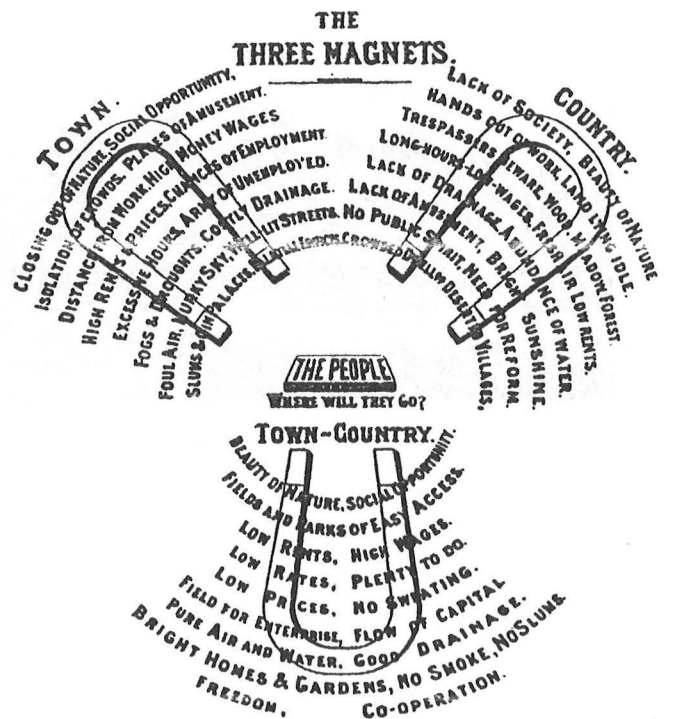 THE
THREE MAGNETS.
TOWN.
CLOSING OUT OF NATURE. SOCIAL OPPORTUNITY,
ISOLATION OF CROWDS. PLACES OF AMUSEMENT.
DISTANCE FROM WORK. HIGH MONEY WAGES
HIGH RENTS & PRICES. CHANCES OF EMPLOYMENT.
EXCESSIVE HOURS. ARMY OF UNEMPLOYED.
FOGS & DROUGHTS. COSTLY DRAINAGE.
FOUL AIR, MURKY SKY. WELL-LIT STREETS.
SLUMS & GIN PALACES. EDIFICES.
COUNTRY.
LACK OF SOCIETY. BEAUTY OF NATURE
HANDS OUT OF WORK. LAND LYING IDLE.
TRESPASSERS BEWARE. WOOD, MEADOW, FOREST.
LONG-HOURS-LOW-WAGES. FRESH AIR LOW RENTS.
LACK OF DRAINAGE. ABUNDANCE OF WATER.
LACK OF AMUSEMENT. BRIGHT SUNSHINE.
NO PUBLIC SPIRIT. NEED FOR REFORM.
CROWDED DWELLINGS. DESERTED VILLAGES,
THE PEOPLE
WHERE WILL THEY GO?
TOWN-COUNTRY.
BEAUTY OF NATURE, SOCIAL OPPORTUNITY.
FIELDS AND PARKS OF EASY ACCESS.
LOW RENTS, HIGH WAGES.
LOW RATES, PLENTY TO DO.
LOW PRICES, NO SWEATING.
FIELD FOR ENTERPRISE, FLOW OF CAPITAL
PURE AIR AND WATER, GOOD DRAINAGE.
BRIGHT HOMES & GARDENS, NO SMOKE, NO SLUMS.
FREEDOM. CO-OPERATION.